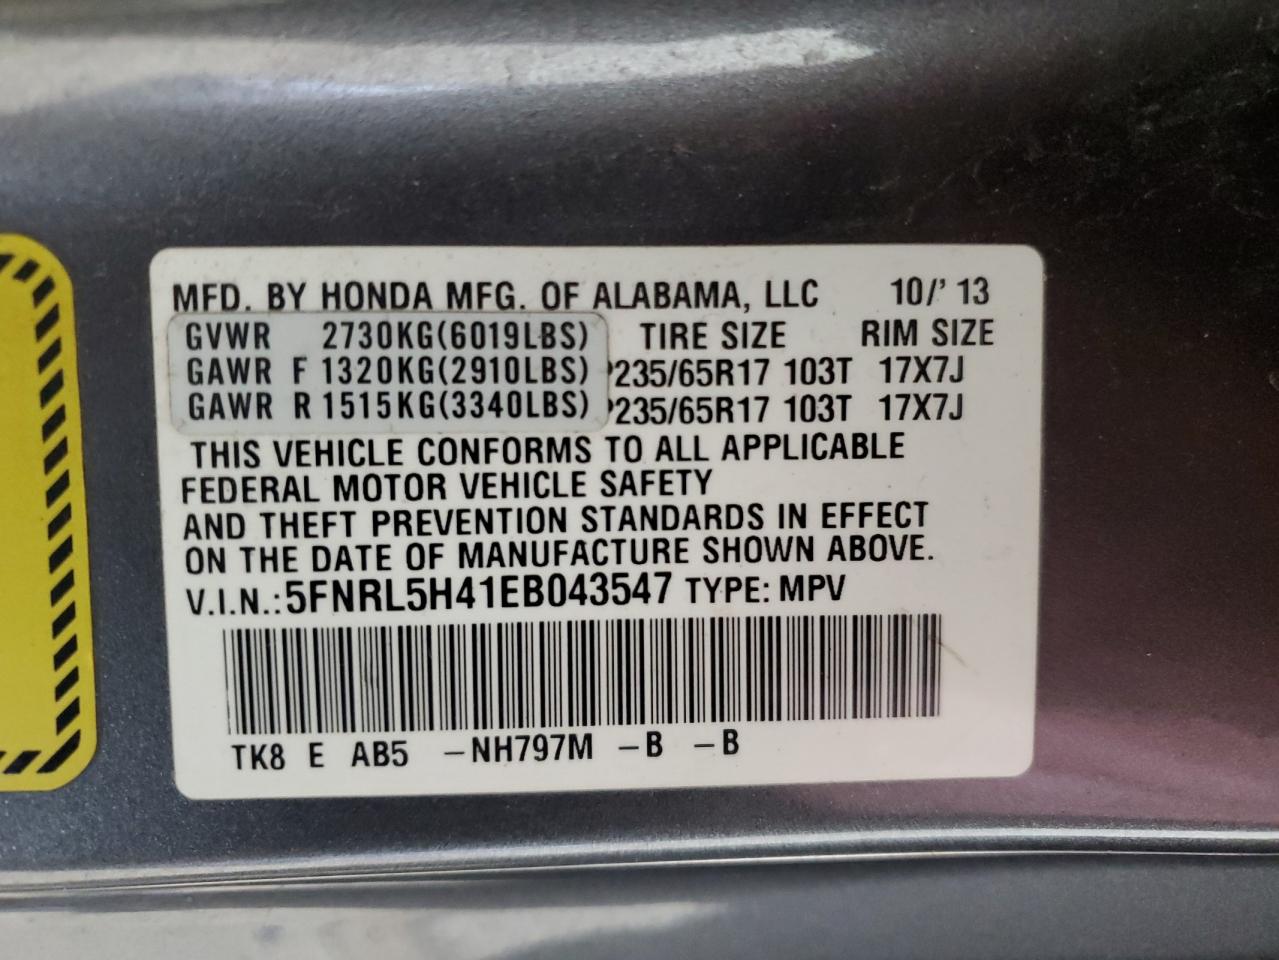 MFD. BY HONDA MFG. OF ALABAMA, LLC 10/' 13
GVWR 2730KG(6019LBS) TIRE SIZE RIM SIZE
GAWR F 1320KG(2910LBS) P235/65R17 103T 17X7J
GAWR R 1515KG(3340LBS) P235/65R17 103T 17X7J
THIS VEHICLE CONFORMS TO ALL APPLICABLE
FEDERAL MOTOR VEHICLE SAFETY
AND THEFT PREVENTION STANDARDS IN EFFECT
ON THE DATE OF MANUFACTURE SHOWN ABOVE.
V.I.N.: 5FNRL5H41EB043547 TYPE: MPV
TK8 E AB5 -NH797M -B -B